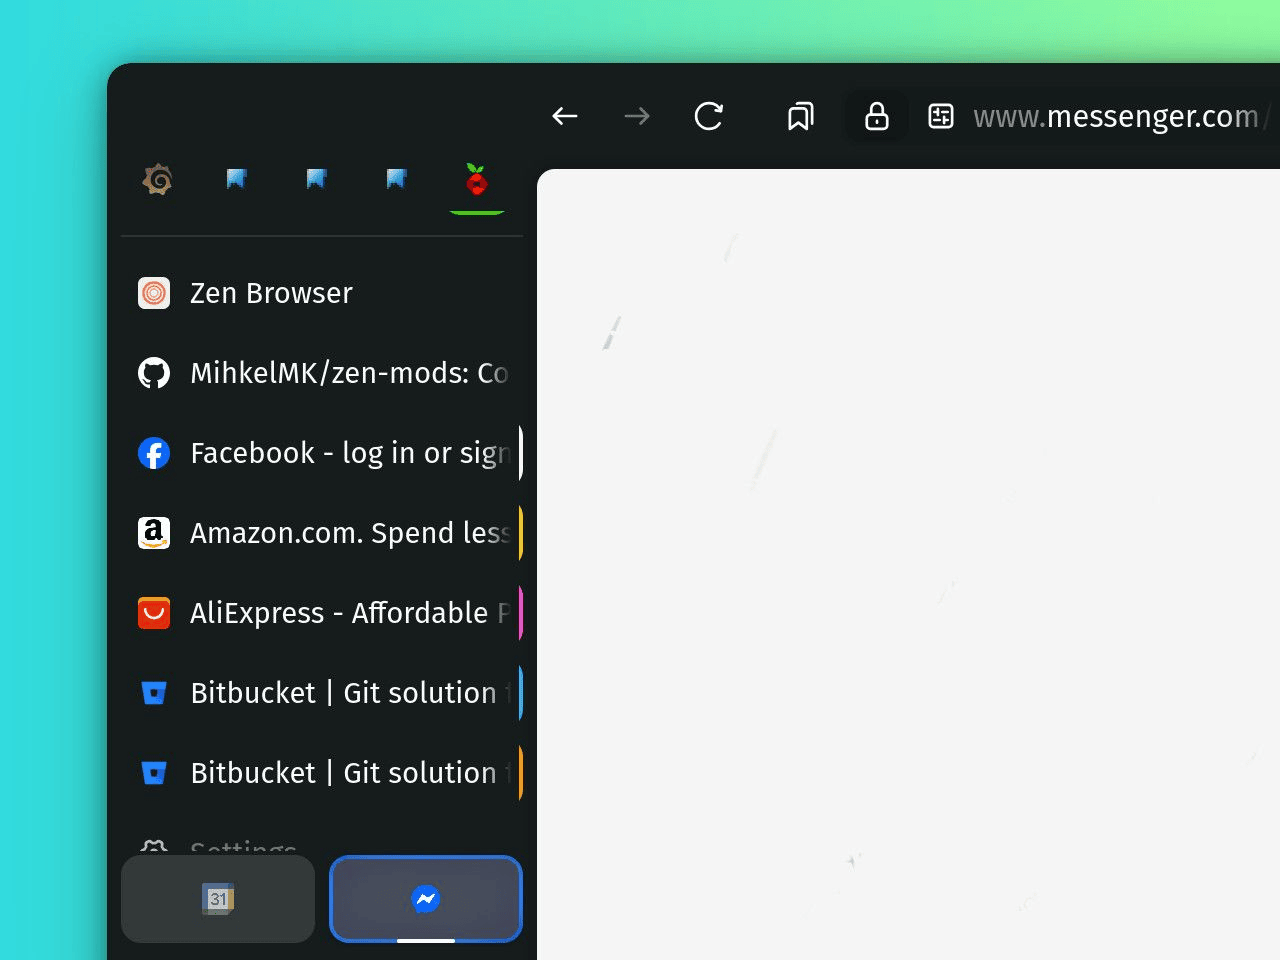 www.messenger.com/
Zen Browser
MihkelMK/zen-mods: Co
Facebook - log in or sign
Amazon.com. Spend less
AliExpress - Affordable P
Bitbucket | Git solution f
Bitbucket | Git solution f
Settings
31